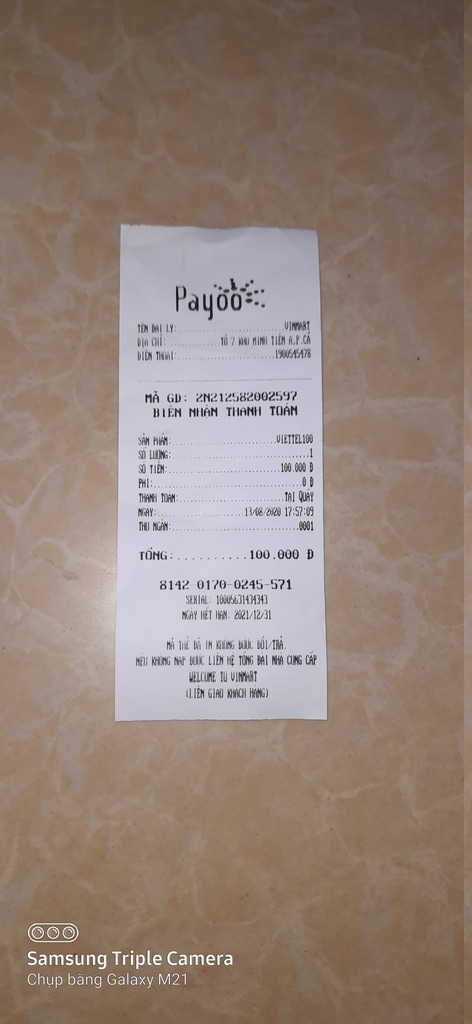 Payoo
TÊN ĐẠI LÝ:..........................VINMART
ĐỊA CHỈ:...........TỔ 7 KHU MINH TIẾN A,P.CẨ
ĐIỆN THOẠI:.......................1900545478
MÃ GD: 2N212582002597
BIÊN NHẬN THANH TOÁN
SẢN PHẨM:.........................VIETTEL100
SỐ LƯỢNG:..................................1
SỐ TIỀN:...........................100.000 Đ
PHÍ:.....................................0 Đ
THANH TOÁN:..........................TẠI QUẦY
NGÀY:....................13/08/2020 17:57:09
THU NGÂN:...............................0001
TỔNG:..........100.000 Đ
8142-0170-0245-571
SERIAL: 10005631434343
NGÀY HẾT HẠN: 2021/12/31
MÃ THẺ ĐÃ IN KHÔNG ĐƯỢC ĐỔI/TRẢ.
NẾU KHÔNG NẠP ĐƯỢC LIÊN HỆ TỔNG ĐÀI NHÀ CUNG CẤP
WELCOME TO VINMART
(LIÊN GIAO KHÁCH HÀNG)
Samsung Triple Camera
Chụp bằng Galaxy M21